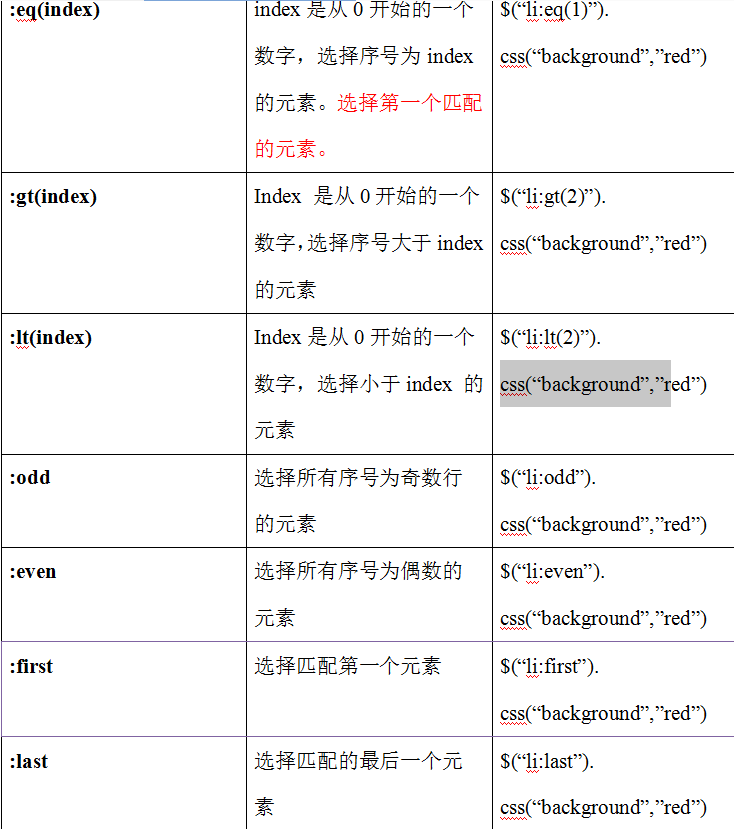 :eq(index)
index 是从 0 开始的一个
数字，选择序号为 index
的元素。选择第一个匹配
的元素。
$(“li:eq(1)”).
css(“background”,”red”)
:gt(index)
Index 是从 0 开始的一个
数字，选择序号大于 index
的元素
$(“li:gt(2)”).
css(“background”,”red”)
:lt(index)
Index 是从 0 开始的一个
数字，选择小于 index 的
元素
$(“li:lt(2)”).
css(“background”,”red”)
:odd
选择所有序号为奇数行
的元素
$(“li:odd”).
css(“background”,”red”)
:even
选择所有序号为偶数的
元素
$(“li:even”).
css(“background”,”red”)
:first
选择匹配第一个元素
$(“li:first”).
css(“background”,”red”)
:last
选择匹配的最后一个元
素
$(“li:last”).
css(“background”,”red”)